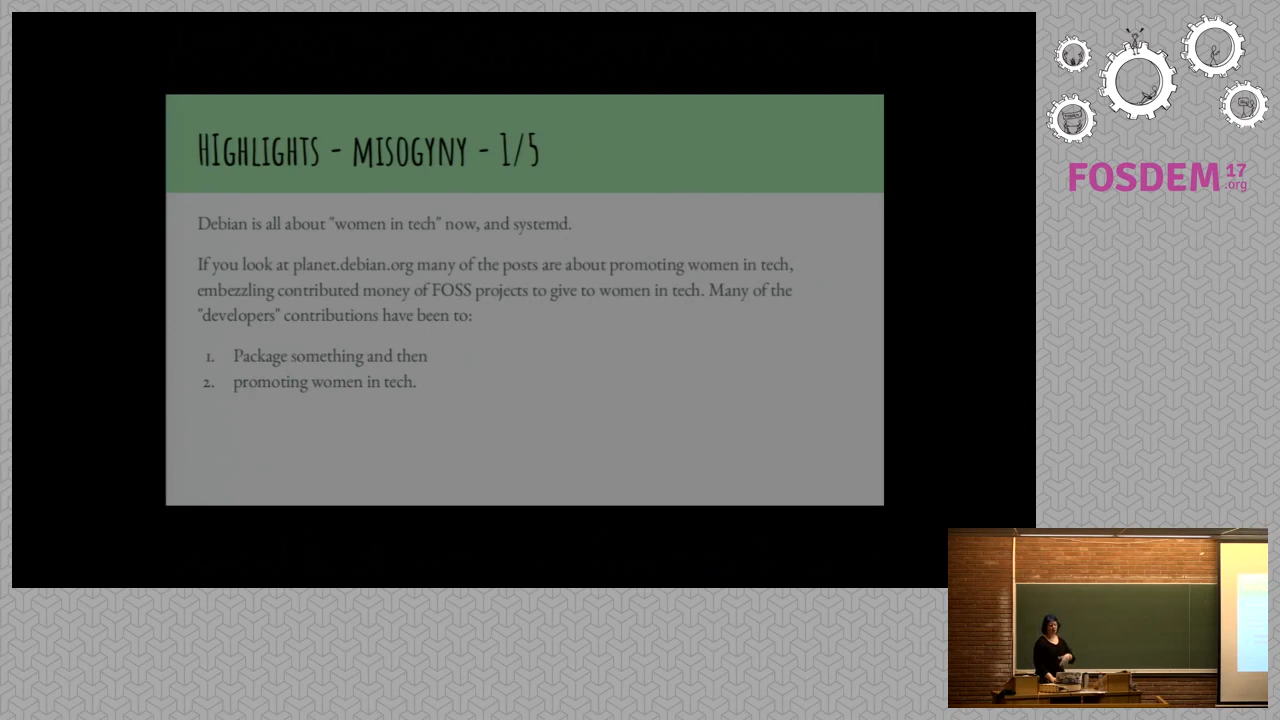 HIGHLIGHTS - MISOGYNY - 1/5
Debian is all about "women in tech" now, and systemd.
If you look at planet.debian.org many of the posts are about promoting women in tech,
embezzling contributed money of FOSS projects to give to women in tech. Many of the
"developers" contributions have been to:
1. Package something and then
2. promoting women in tech.
FOSDEM 17
.org